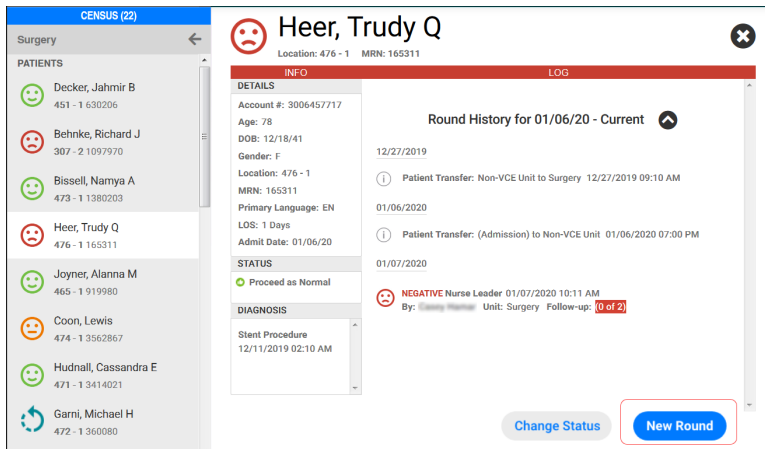 CENSUS (22)
Surgery
PATIENTS
Decker, Jahmir B
451 - 1 630206
Behnke, Richard J
307 - 2 1097970
Bissell, Namya A
473 - 1 1380203
Heer, Trudy Q
476 - 1 165311
Joyner, Alanna M
465 - 1 919980
Coon, Lewis
474 - 1 3562867
Hudnall, Cassandra E
471 - 1 3414021
Garni, Michael H
472 - 1 360080
Heer, Trudy Q
Location: 476 - 1 MRN: 165311
INFO
DETAILS
Account #: 3006457717
Age: 78
DOB: 12/18/41
Gender: F
Location: 476 - 1
MRN: 165311
Primary Language: EN
LOS: 1 Days
Admit Date: 01/06/20
STATUS
Proceed as Normal
DIAGNOSIS
Stent Procedure
12/11/2019 02:10 AM
LOG
Round History for 01/06/20 - Current
12/27/2019
Patient Transfer: Non-VCE Unit to Surgery 12/27/2019 09:10 AM
01/06/2020
Patient Transfer: (Admission) to Non-VCE Unit 01/06/2020 07:00 PM
01/07/2020
NEGATIVE Nurse Leader 01/07/2020 10:11 AM
By: Unit: Surgery Follow-up: (0 of 2)
Change Status
New Round